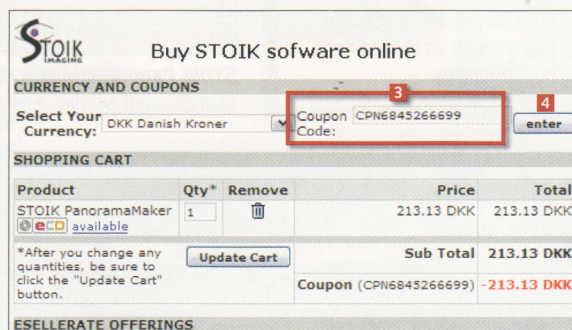 STOIK
IMAGING
Buy STOIK sofware online
CURRENCY AND COUPONS
3
4
Select Your Currency:
DKK Danish Kroner
Coupon Code:
CPN6845266699
enter
SHOPPING CART
Product Qty* Remove Price Total
STOIK PanoramaMaker 1 213.13 DKK 213.13 DKK
eCD available
*After you change any
quantities, be sure to
click the "Update Cart"
button.
Update Cart
Sub Total 213.13 DKK
Coupon (CPN6845266699) -213.13 DKK
ESELLERATE OFFERINGS